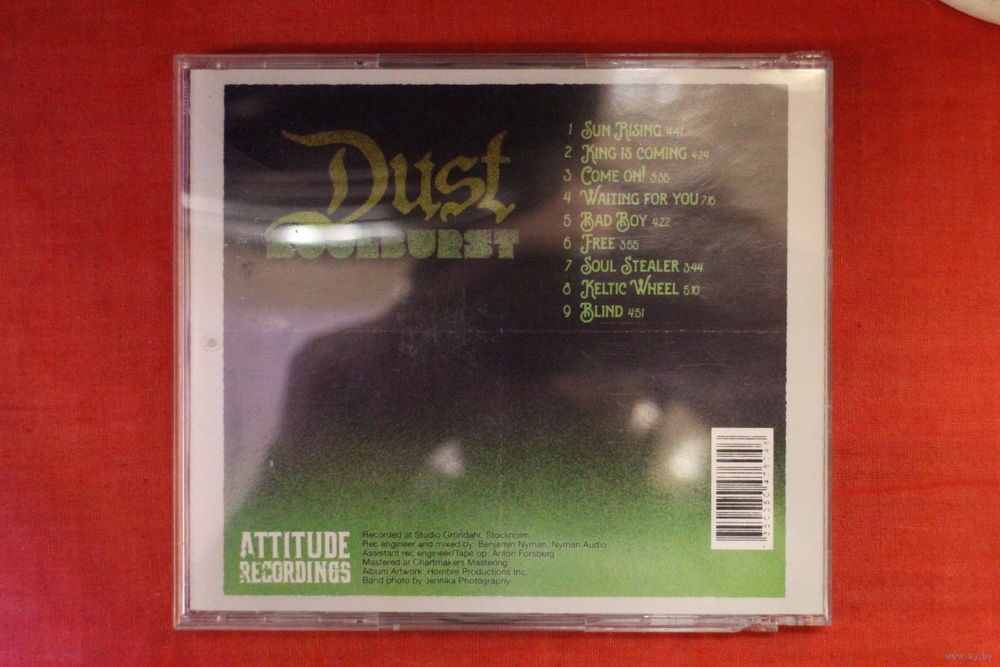 Dust
SOULBURST
1 SUN RISING 4:41
2 KING IS COMING 4:24
3 COME ON!
4 WAITING FOR YOU 7:16
5 BAD BOY 4:22
6 FREE 3:55
7 SOUL STEALER 3:44
8 KELTIC WHEEL 5:10
9 BLIND 4:51
ATTITUDE
RECORDINGS
Recorded at Studio Gröndahl, Stockholm
Rec engineer and mixed by: Benjamin Nyman, Nyman Audio
Assistant rec engineer/Tape op: Anton Forsberg
Mastered at Chartmakers Mastering
Album Artwork: Hombre Productions Inc.
Band photo by Jennika Photography
www.ay.by